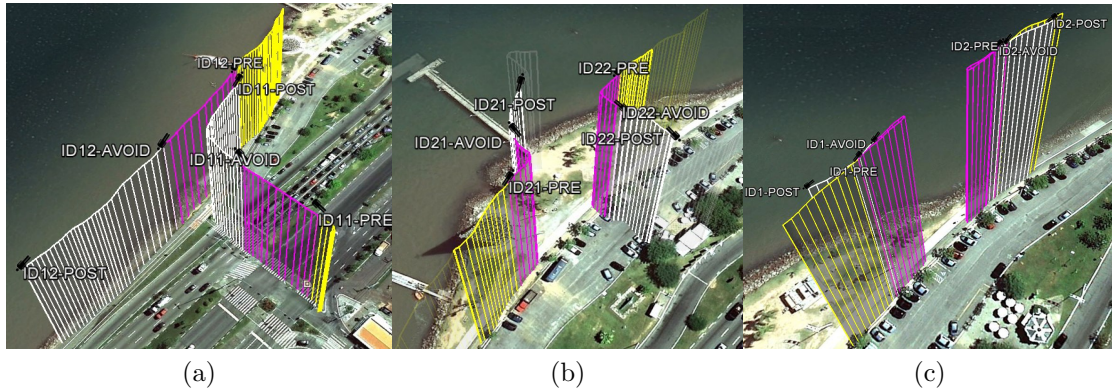 ID12-PRE
ID11-POST
ID12-AVOID
ID11-AVOID
ID11-PRE
ID12-POST
ID22-PRE
ID21-POST
ID22-AVOID
ID21-AVOID
ID22-POST
ID21-PRE
ID2-POST
ID2-PRE
ID2-AVOID
ID1-AVOID
ID1-PRE
ID1-POST
(a)
(b)
(c)